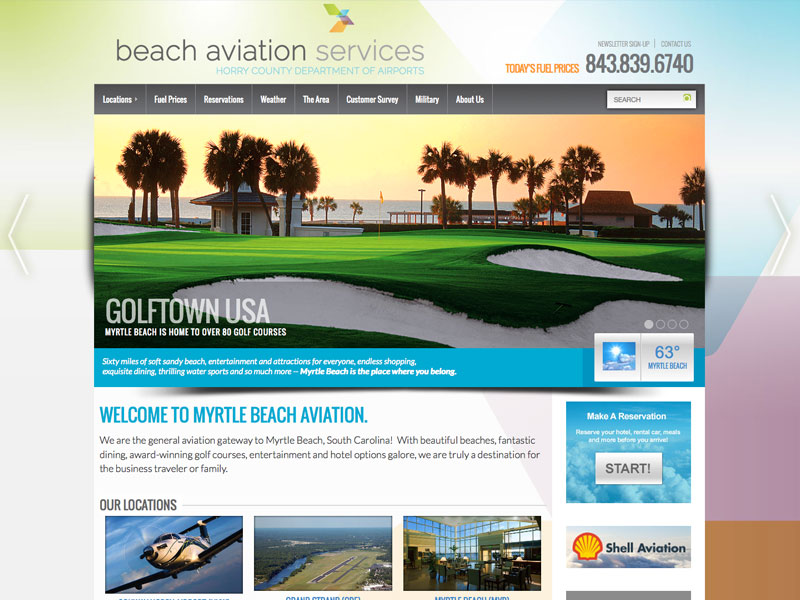 beach aviation services
HORRY COUNTY DEPARTMENT OF AIRPORTS
NEWSLETTER SIGN-UP | CONTACT US
TODAY'S FUEL PRICES 843.839.6740
Locations Fuel Prices Reservations Weather The Area Customer Survey Military About Us SEARCH
GOLFTOWN USA
MYRTLE BEACH IS HOME TO OVER 80 GOLF COURSES
Sixty miles of soft sandy beach, entertainment and attractions for everyone, endless shopping,
exquisite dining, thrilling water sports and so much more -- Myrtle Beach is the place where you belong.
63°
MYRTLE BEACH
WELCOME TO MYRTLE BEACH AVIATION.
We are the general aviation gateway to Myrtle Beach, South Carolina! With beautiful beaches, fantastic
dining, award-winning golf courses, entertainment and hotel options galore, we are truly a destination for
the business traveler or family.
Make A Reservation
Reserve your hotel, rental car, meals
and more before you arrive!
START!
OUR LOCATIONS
Shell Aviation